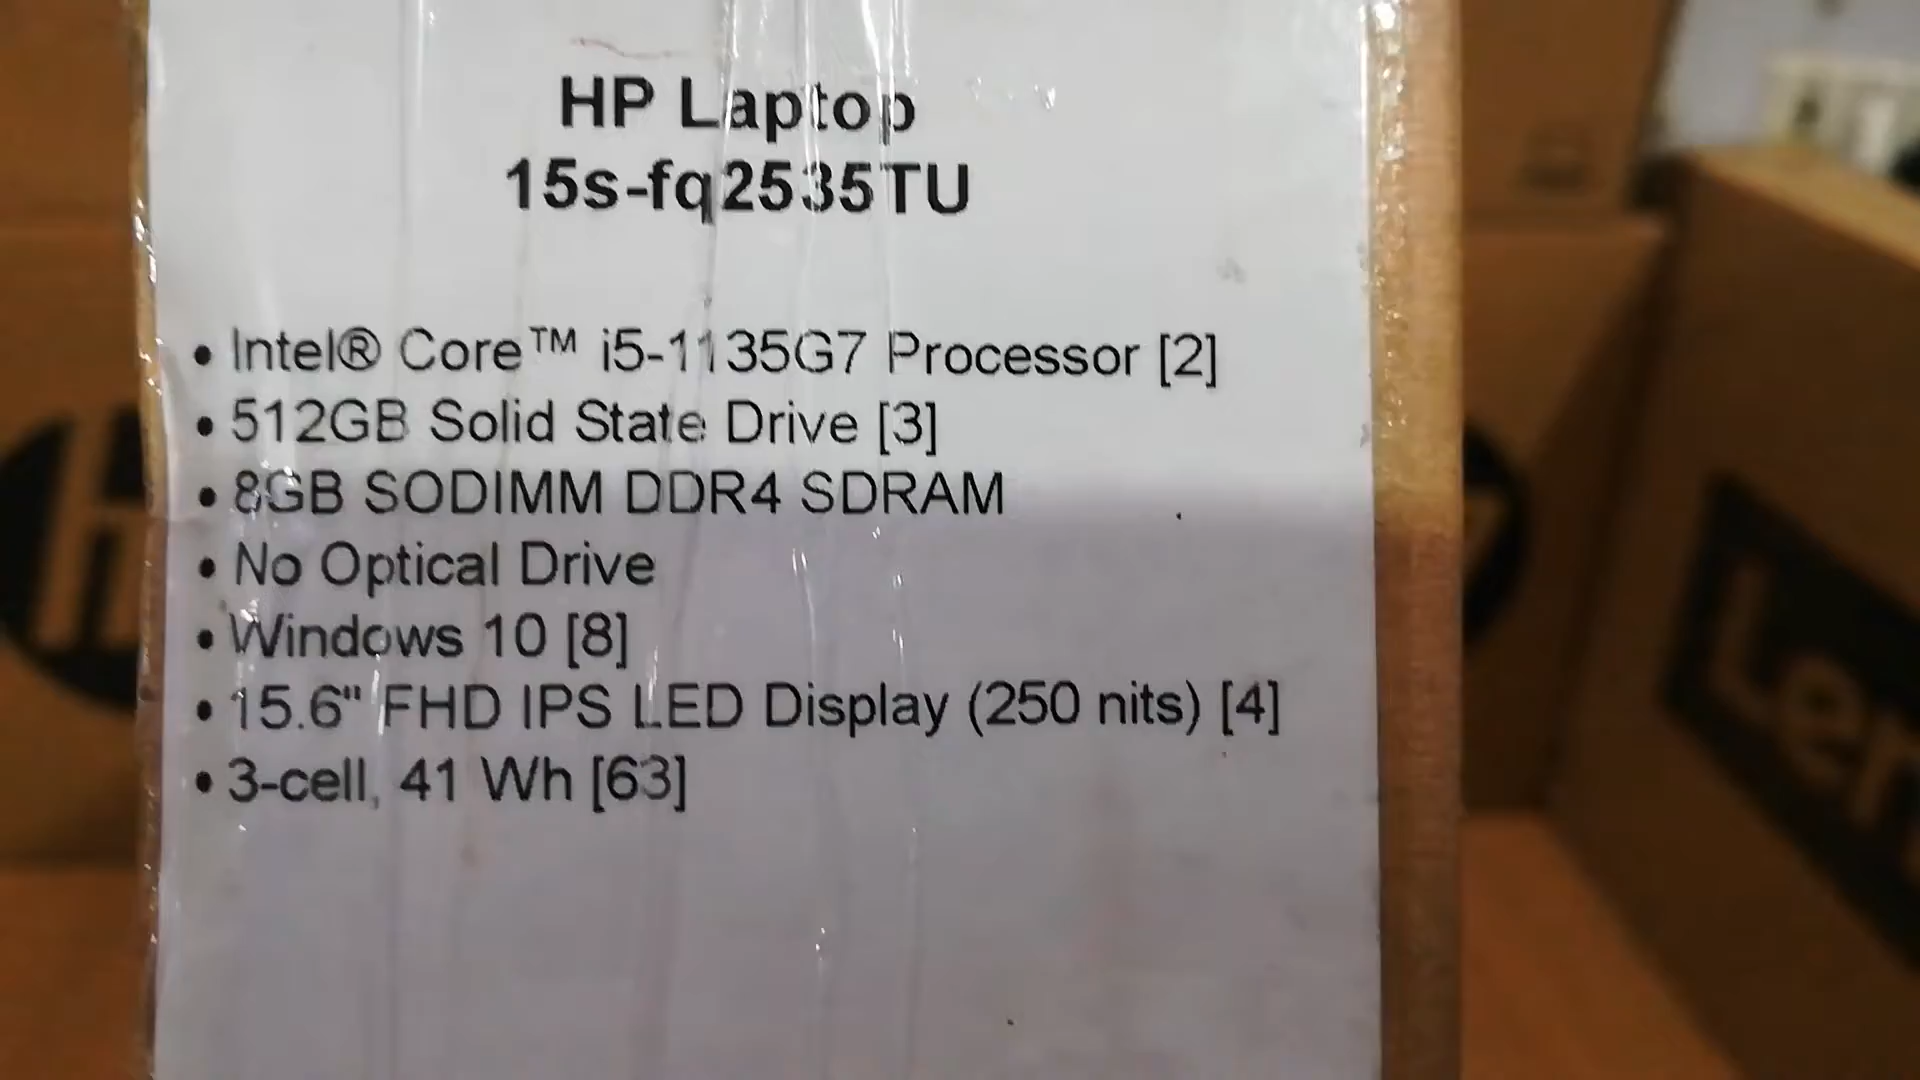 HP Laptop
15s-fq2535TU
• Intel® Core™ i5-1135G7 Processor [2]
• 512GB Solid State Drive [3]
• 8GB SODIMM DDR4 SDRAM
• No Optical Drive
• Windows 10 [8]
• 15.6" FHD IPS LED Display (250 nits) [4]
• 3-cell, 41 Wh [63]